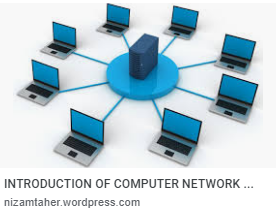 INTRODUCTION OF COMPUTER NETWORK ...
nizamtaher.wordpress.com